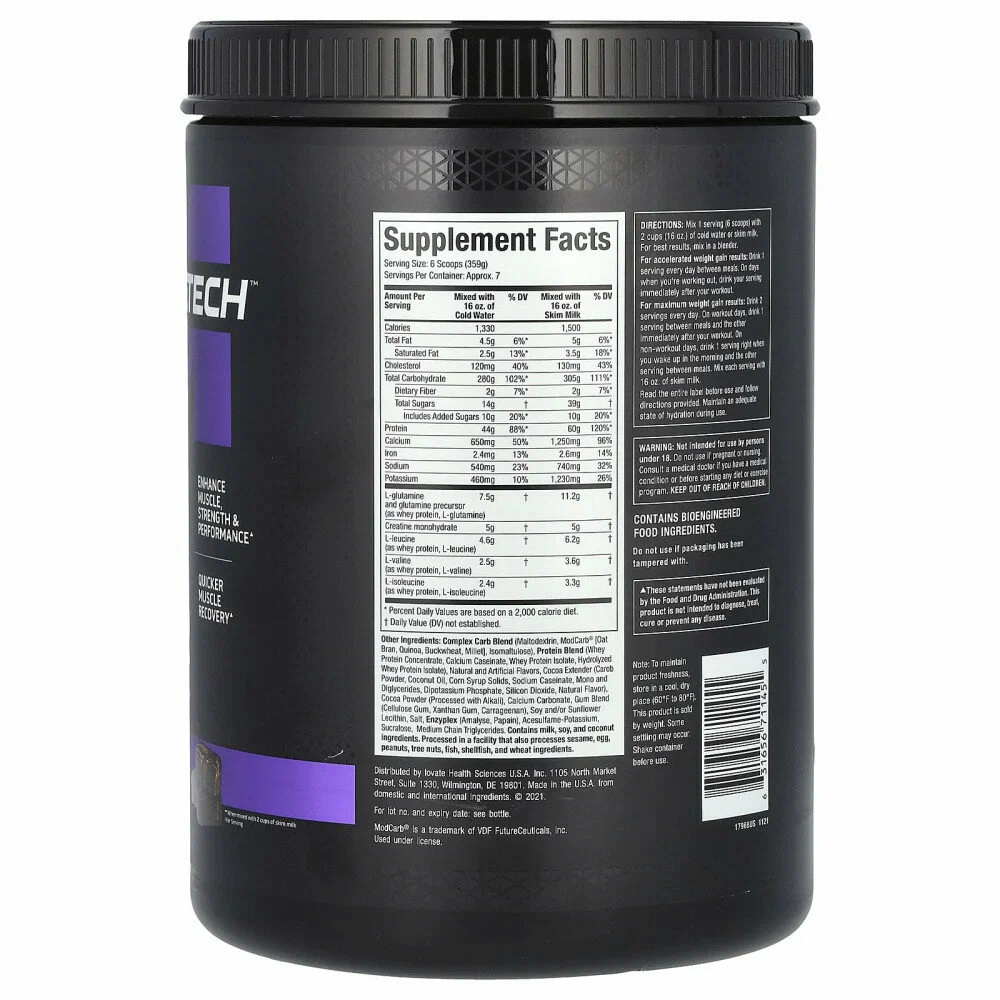 TECH™
ENHANCE
MUSCLE,
STRENGTH &
PERFORMANCE▲
QUICKER
MUSCLE
RECOVERY▲
**When mixed with 2 cups of skim milk
Per Serving
Supplement Facts
Serving Size: 6 Scoops (359g)
Servings Per Container: Approx. 7
Amount Per Serving Mixed with 16 oz. of Cold Water % DV Mixed with 16 oz. of Skim Milk % DV
Calories 1,330 1,500
Total Fat 4.5g 6%* 5g 6%*
Saturated Fat 2.5g 13%* 3.5g 18%*
Cholesterol 120mg 40% 130mg 43%
Total Carbohydrate 280g 102%* 305g 111%*
Dietary Fiber 2g 7%* 2g 7%*
Total Sugars 14g † 39g †
Includes Added Sugars 10g 20%* 10g 20%*
Protein 44g 88%* 60g 120%*
Calcium 650mg 50% 1,250mg 96%
Iron 2.4mg 13% 2.6mg 14%
Sodium 540mg 23% 740mg 32%
Potassium 460mg 10% 1,230mg 26%
L-glutamine 7.5g † 11.2g †
and glutamine precursor
(as whey protein, L-glutamine)
Creatine monohydrate 5g † 5g †
L-leucine 4.6g † 6.2g †
(as whey protein, L-leucine)
L-valine 2.5g † 3.6g †
(as whey protein, L-valine)
L-isoleucine 2.4g † 3.3g †
(as whey protein, L-isoleucine)
* Percent Daily Values are based on a 2,000 calorie diet.
† Daily Value (DV) not established.
Other Ingredients: Complex Carb Blend (Maltodextrin, ModCarb® [Oat
Bran, Quinoa, Buckwheat, Millet], Isomaltulose), Protein Blend (Whey
Protein Concentrate, Calcium Caseinate, Whey Protein Isolate, Hydrolyzed
Whey Protein Isolate), Natural and Artificial Flavors, Cocoa Extender (Carob
Powder, Coconut Oil, Corn Syrup Solids, Sodium Caseinate, Mono and
Diglycerides, Dipotassium Phosphate, Silicon Dioxide, Natural Flavor),
Cocoa Powder (Processed with Alkali), Calcium Carbonate, Gum Blend
(Cellulose Gum, Xanthan Gum, Carrageenan), Soy and/or Sunflower
Lecithin, Salt, Enzyplex (Amalyse, Papain), Acesulfame-Potassium,
Sucralose, Medium Chain Triglycerides. Contains milk, soy, and coconut
ingredients. Processed in a facility that also processes sesame, egg,
peanuts, tree nuts, fish, shellfish, and wheat ingredients.
Distributed by Iovate Health Sciences U.S.A. Inc. 1105 North Market
Street, Suite 1330, Wilmington, DE 19801. Made in the U.S.A. from
domestic and international ingredients. © 2021.
For lot no. and expiry date: see bottle.
ModCarb® is a trademark of VDF FutureCeuticals, Inc.
Used under license.
DIRECTIONS: Mix 1 serving (6 scoops) with
2 cups (16 oz.) of cold water or skim milk.
For best results, mix in a blender.
For accelerated weight gain results: Drink 1
serving every day between meals. On days
when you're working out, drink your serving
immediately after your workout.
For maximum weight gain results: Drink 2
servings every day. On workout days, drink 1
serving between meals and the other
immediately after your workout. On
non-workout days, drink 1 serving right when
you wake up in the morning and the other
serving between meals. Mix each serving with
16 oz. of skim milk.
Read the entire label before use and follow
directions provided. Maintain an adequate
state of hydration during use.
WARNING: Not intended for use by persons
under 18. Do not use if pregnant or nursing.
Consult a medical doctor if you have a medical
condition or before starting any diet or exercise
program. KEEP OUT OF REACH OF CHILDREN.
CONTAINS BIOENGINEERED
FOOD INGREDIENTS.
Do not use if packaging has been
tampered with.
▲These statements have not been evaluated
by the Food and Drug Administration. This
product is not intended to diagnose, treat,
cure or prevent any disease.
Note: To maintain
product freshness,
store in a cool, dry
place (60°F to 80°F).
This product is sold
by weight. Some
settling may occur.
Shake container
before use.
6 31656 71145 5
17968US 1121